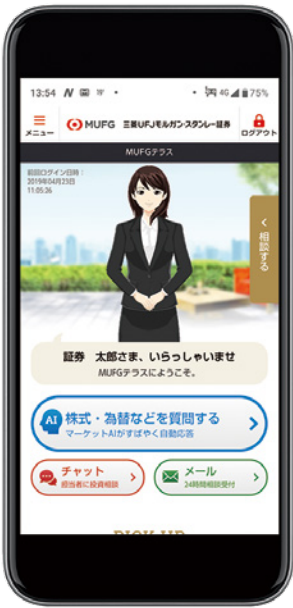 13:54
4G 75%
メニュー
MUFG 三菱UFJモルガン・スタンレー証券
ログアウト
MUFGテラス
前回ログイン日時：
2019年04月23日
11:05:26
相談する
証券 太郎さま、いらっしゃいませ
MUFGテラスにようこそ。
AI
株式・為替などを質問する
マーケットAIがすばやく自動応答
チャット
担当者に投資相談
メール
24時間相談受付
PICK UP